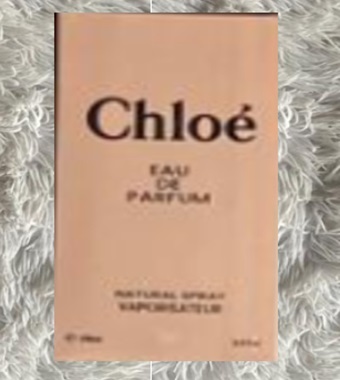 Chloé
EAU
DE
PARFUM
NATURAL SPRAY
VAPORISATEUR